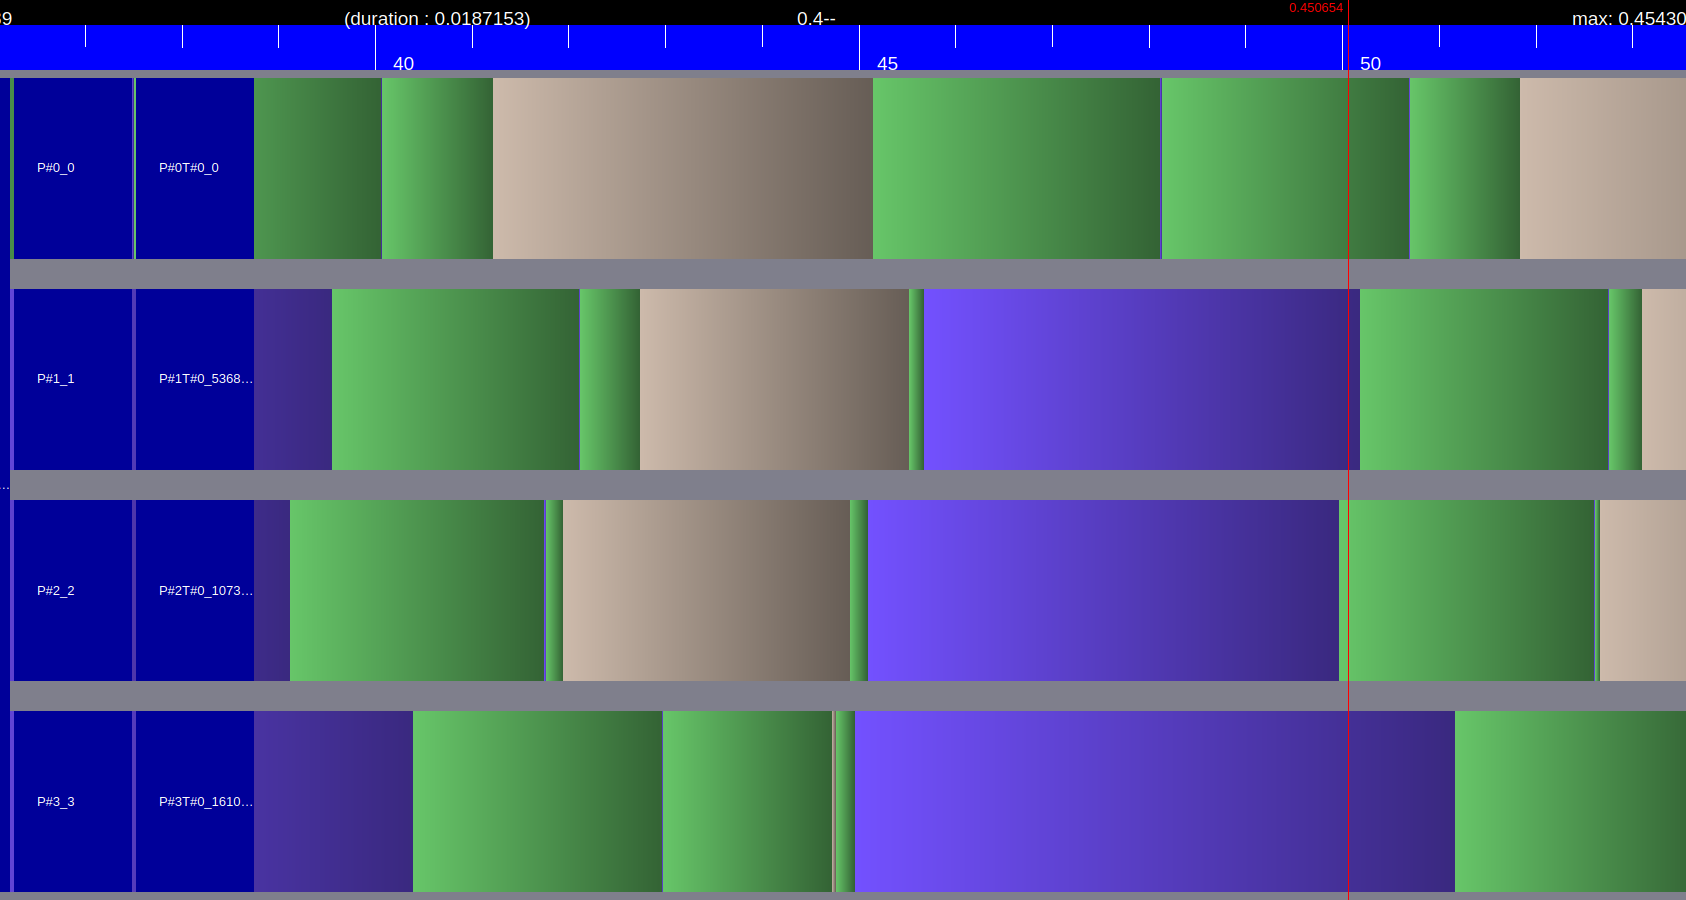 39 (duration : 0.0187153) 0.4-- 0.450654 max: 0.45430
40 45 50
P#0_0 P#0T#0_0
P#1_1 P#1T#0_5368...
...
P#2_2 P#2T#0_1073...
P#3_3 P#3T#0_1610...